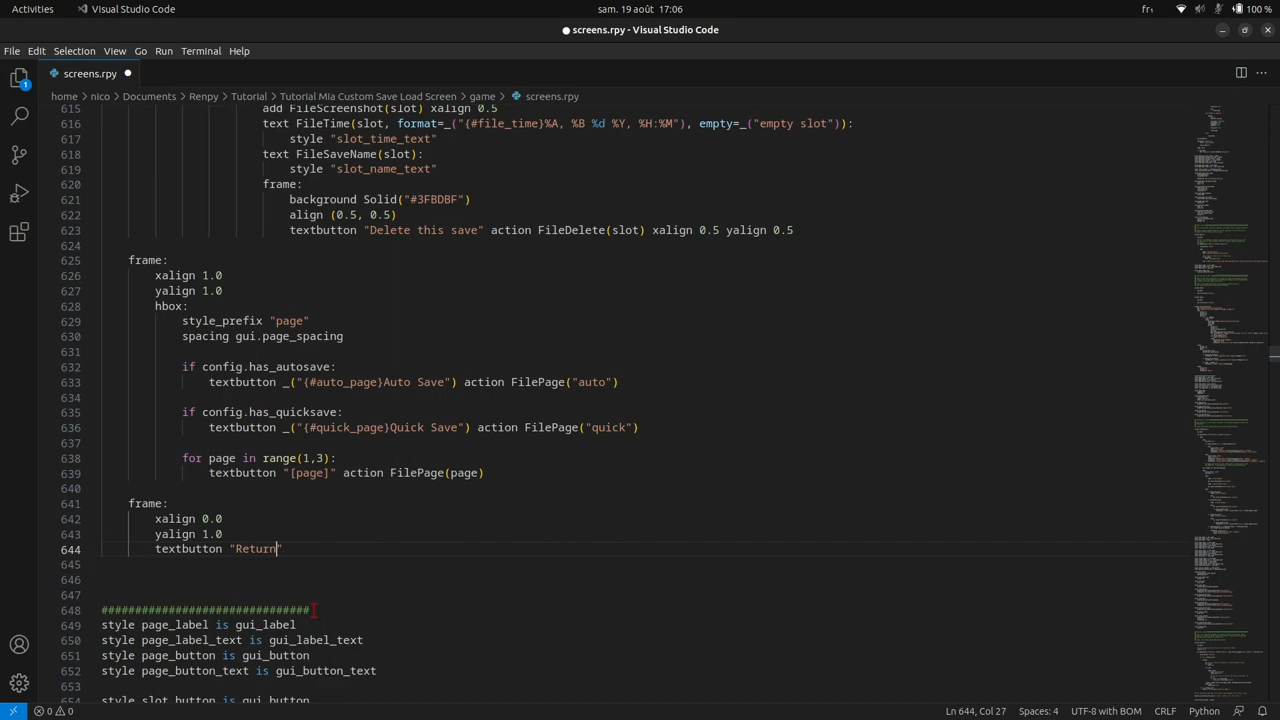 Activities
Visual Studio Code
sam. 19 août 17:06
fr₁
100 %
screens.rpy - Visual Studio Code
File Edit Selection View Go Run Terminal Help
screens.rpy
home > nico > Documents > Renpy > Tutorial > Tutorial MIa Custom Save Load Screen > game > screens.rpy
615 add FileScreenshot(slot) xalign 0.5
616 text FileTime(slot, format=_("{#file_time}%A, %B %d %Y, %H:%M"), empty=_("empty slot")):
617 style "slot_time_text"
618 text FileSaveName(slot):
619 style "slot_name_text"
620 frame:
621 background Solid("#3FBDBF")
622 align (0.5, 0.5)
623 textbutton "Delete this save" action FileDelete(slot) xalign 0.5 yalign 0.5
624
625 frame:
626 xalign 1.0
627 yalign 1.0
628 hbox:
629 style_prefix "page"
630 spacing gui.page_spacing
631
632 if config.has_autosave:
633 textbutton _("{#auto_page}Auto Save") action FilePage("auto")
634
635 if config.has_quicksave:
636 textbutton _("{#quick_page}Quick Save") action FilePage("quick")
637
638 for page in range(1,3):
639 textbutton "[page]" action FilePage(page)
640
641 frame:
642 xalign 0.0
643 yalign 1.0
644 textbutton "Return"
645
646
647
648 ###############################
649 style page_label is gui_label
650 style page_label_text is gui_label_text
651 style page_button is gui_button
652 style page_button_text is gui_button_text
653
style slot_button is gui_button
0 0
Ln 644, Col 27 Spaces: 4 UTF-8 with BOM CRLF Python